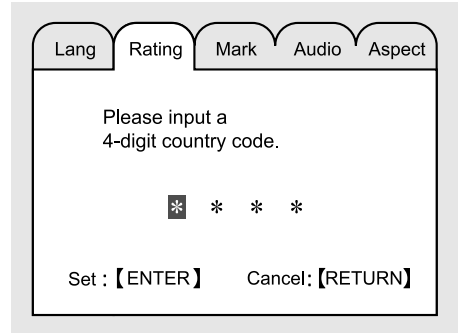 Lang Rating Mark Audio Aspect
Please input a
4-digit country code.
* * * *
Set :【ENTER】 Cancel:【RETURN】